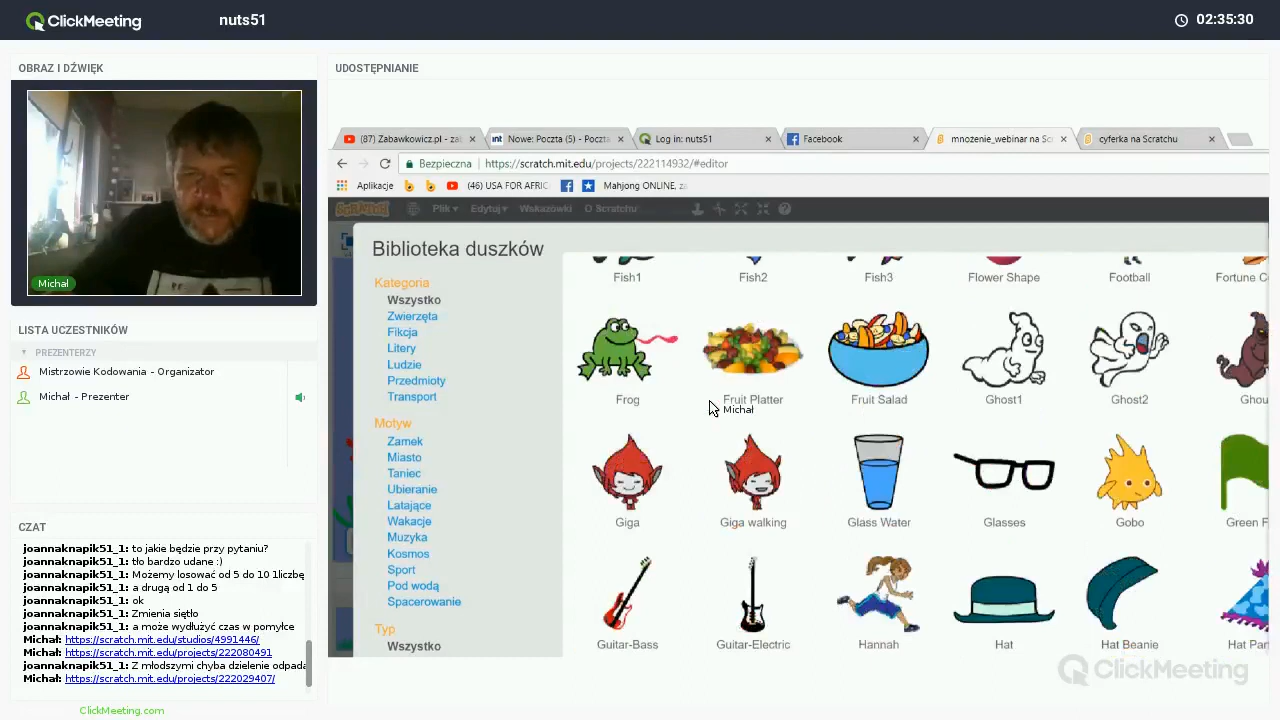 ClickMeeting
nuts51
02:35:30
OBRAZ I DŹWIĘK
Michał
LISTA UCZESTNIKÓW
PREZENTERZY
Mistrzowie Kodowania - Organizator
Michał - Prezenter
CZAT
joannaknapik51_1: to jakie będzie przy pytaniu?
joannaknapik51_1: tło bardzo udane :)
joannaknapik51_1: Możemy losować od 5 do 10 1liczbę
joannaknapik51_1: a drugą od 1 do 5
joannaknapik51_1: ok
joannaknapik51_1: Zmienia siętło
joannaknapik51_1: a może wydłużyć czas w pomyłce
Michał: https://scratch.mit.edu/studios/4991446/
Michał: https://scratch.mit.edu/projects/222080491
joannaknapik51_1: Z młodszymi chyba dzielenie odpada
Michał: https://scratch.mit.edu/projects/222029407/
ClickMeeting.com
UDOSTĘPNIANIE
(87) Zabawkowicz.pl - za
int Nowe: Poczta (5) - Poczta
Log in: nuts51
Facebook
mnożenie_webinar na Sc
cyferka na Scratchu
Bezpieczna https://scratch.mit.edu/projects/222114932/#editor
Aplikacje
(46) USA FOR AFRIC
Mahjong ONLINE, za
SCRATCH Plik Edytuj Wskazówki O Scratchu
Biblioteka duszków
Kategoria
Wszystko
Zwierzęta
Fikcja
Litery
Ludzie
Przedmioty
Transport
Motyw
Zamek
Miasto
Taniec
Ubieranie
Latające
Wakacje
Muzyka
Kosmos
Sport
Pod wodą
Spacerowanie
Typ
Wszystko
Fish1 Fish2 Fish3 Flower Shape Football Fortune Co
Frog Fruit Platter Fruit Salad Ghost1 Ghost2 Ghou
Michał
Giga Giga walking Glass Water Glasses Gobo Green F
Guitar-Bass Guitar-Electric Hannah Hat Hat Beanie Hat Par
ClickMeeting